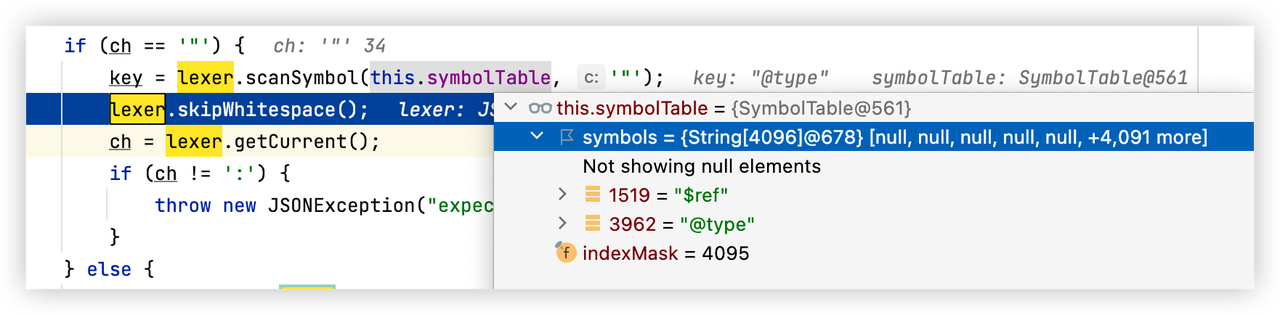 if (ch == '"') {   ch: '"' 34
key = lexer.scanSymbol(this.symbolTable, c: '"');   key: "@type"   symbolTable: SymbolTable@561
lexer.skipWhitespace();   lexer: JS
this.symbolTable = {SymbolTable@561}
ch = lexer.getCurrent();
symbols = {String[4096]@678} [null, null, null, null, null, +4,091 more]
if (ch != ':') {
Not showing null elements
throw new JSONException("expec
1519 = "$ref"
}
3962 = "@type"
f indexMask = 4095
} else {